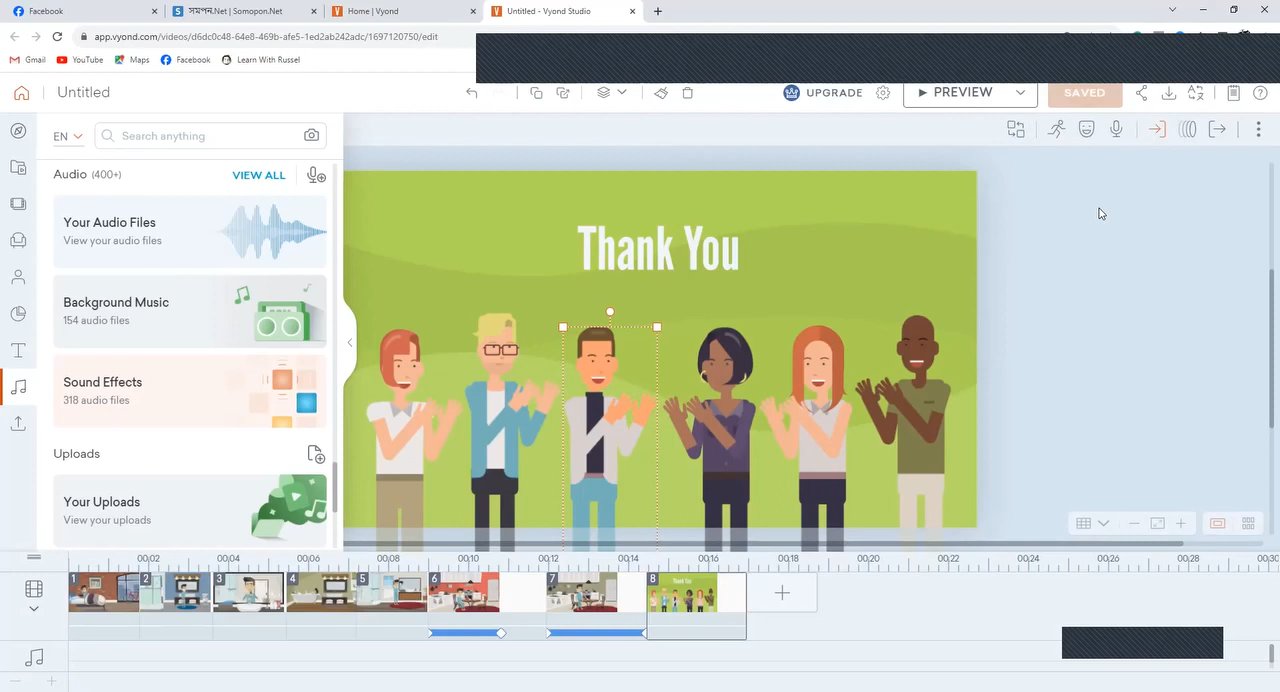 Facebook
সমপন.Net | Somopon.Net
Home | Vyond
Untitled - Vyond Studio
app.vyond.com/videos/d6dc0c48-64e8-469b-afe5-1ed2ab242adc/1697120750/edit
Gmail
YouTube
Maps
Facebook
Learn With Russel
Untitled
UPGRADE
PREVIEW
SAVED
EN
Search anything
Audio (400+)
VIEW ALL
Your Audio Files
View your audio files
Background Music
154 audio files
Sound Effects
318 audio files
Uploads
Your Uploads
View your uploads
Thank You
00:02 00:04 00:06 00:08 00:10 00:12 00:14 00:16 00:18 00:20 00:22 00:24 00:26 00:28 00:30
1 2 3 4 5 6 7 8
Thank You